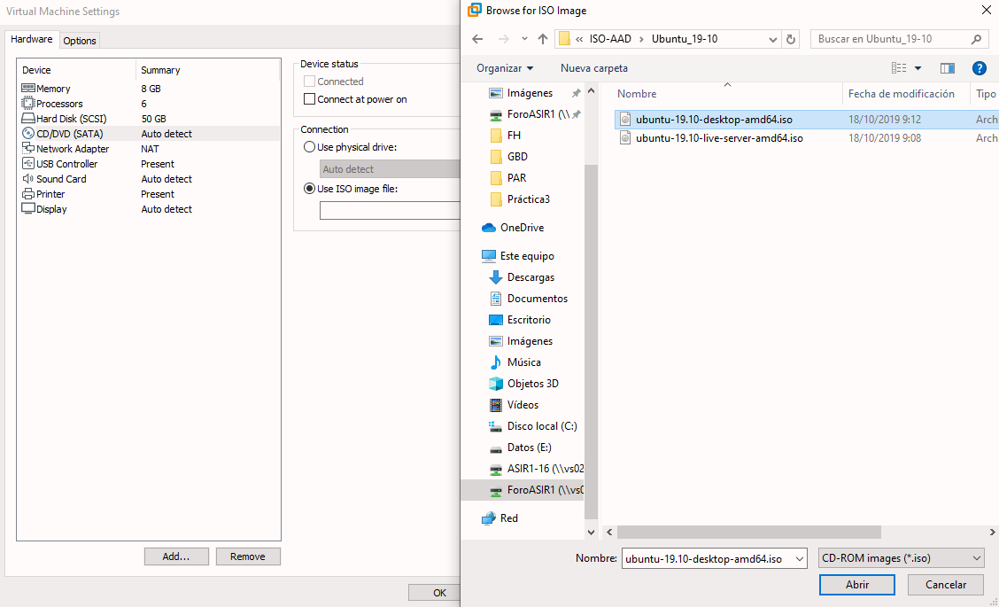 Virtual Machine Settings
Hardware Options
Device Summary
Memory 8 GB
Processors 6
Hard Disk (SCSI) 50 GB
CD/DVD (SATA) Auto detect
Network Adapter NAT
USB Controller Present
Sound Card Auto detect
Printer Present
Display Auto detect
Add... Remove
Device status
Connected
Connect at power on
Connection
Use physical drive:
Auto detect
Use ISO image file:
OK
Browse for ISO Image
« ISO-AAD › Ubuntu_19-10
Buscar en Ubuntu_19-10
Organizar Nueva carpeta
Imágenes
ForoASIR1 (\\
FH
GBD
PAR
Práctica3
OneDrive
Este equipo
Descargas
Documentos
Escritorio
Imágenes
Música
Objetos 3D
Vídeos
Disco local (C:)
Datos (E:)
ASIR1-16 (\\vs02
ForoASIR1 (\\vs0
Red
Nombre Fecha de modificación Tipo
ubuntu-19.10-desktop-amd64.iso 18/10/2019 9:12 Arch
ubuntu-19.10-live-server-amd64.iso 18/10/2019 9:08 Arch
Nombre: ubuntu-19.10-desktop-amd64.iso CD-ROM images (*.iso)
Abrir Cancelar